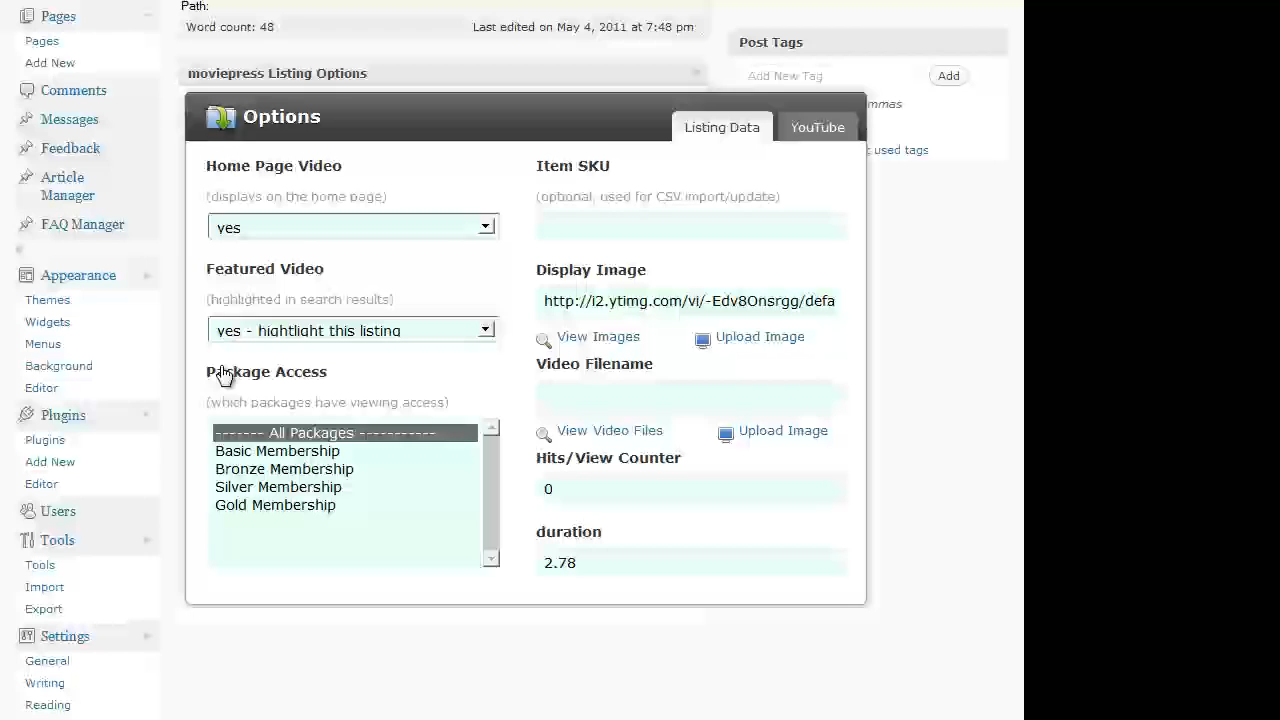 Pages
Pages
Add New
Comments
Messages
Feedback
Article
Manager
FAQ Manager
Appearance
Themes
Widgets
Menus
Background
Editor
Plugins
Plugins
Add New
Editor
Users
Tools
Tools
Import
Export
Settings
General
Writing
Reading
Path:
Word count: 48
Last edited on May 4, 2011 at 7:48 pm
moviepress Listing Options
Options
Listing Data
YouTube
Home Page Video
(displays on the home page)
yes
Featured Video
(highlighted in search results)
yes - hightlight this listing
Package Access
(which packages have viewing access)
------- All Packages -----------
Basic Membership
Bronze Membership
Silver Membership
Gold Membership
Item SKU
(optional, used for CSV import/update)
Display Image
http://i2.ytimg.com/vi/-Edv8Onsrgg/defa
View Images
Upload Image
Video Filename
View Video Files
Upload Image
Hits/View Counter
0
duration
2.78
Post Tags
Add New Tag
Add
mmas
used tags